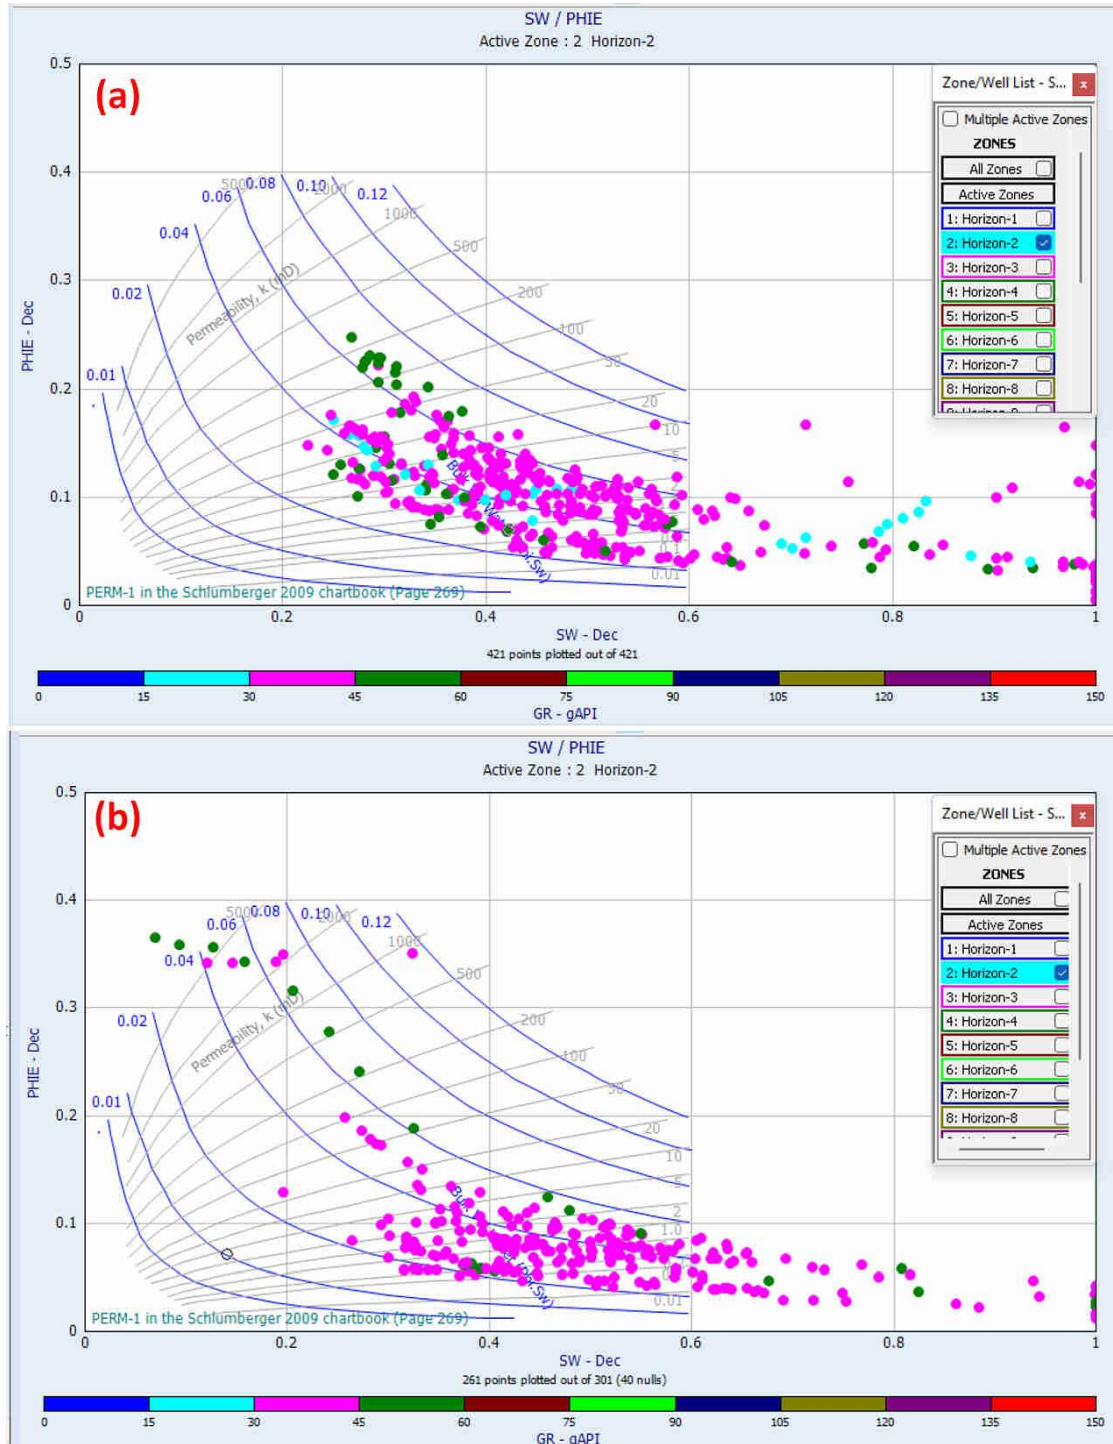 SW / PHIE
Active Zone : 2 Horizon-2
(a)
0.5
0.4
0.3
0.2
0.1
0
PHIE - Dec
5000
2000
1000
500
200
100
50
20
10
5
2
0.1
0.01
0.01
0.02
0.04
0.06
0.08
0.10
0.12
Permeability, k (mD)
PERM-1 in the Schlumberger 2009 chartbook (Page 269)
0
0.2
0.4
0.6
0.8
1
SW - Dec
421 points plotted out of 421
0
15
30
45
60
75
90
105
120
135
150
GR - gAPI
Zone/Well List - S...
x
Multiple Active Zones
ZONES
All Zones
Active Zones
1: Horizon-1
2: Horizon-2
3: Horizon-3
4: Horizon-4
5: Horizon-5
6: Horizon-6
7: Horizon-7
8: Horizon-8
SW / PHIE
Active Zone : 2 Horizon-2
(b)
0.5
0.4
0.3
0.2
0.1
0
PHIE - Dec
5000
2000
1000
500
200
100
50
20
10
5
2
1.0
0.01
0.01
0.02
0.04
0.06
0.08
0.10
0.12
Permeability, k (mD)
PERM-1 in the Schlumberger 2009 chartbook (Page 269)
0
0.2
0.4
0.6
0.8
1
SW - Dec
261 points plotted out of 301 (40 nulls)
0
15
30
45
60
75
90
105
120
135
150
GR - gAPI
Zone/Well List - S...
x
Multiple Active Zones
ZONES
All Zones
Active Zones
1: Horizon-1
2: Horizon-2
3: Horizon-3
4: Horizon-4
5: Horizon-5
6: Horizon-6
7: Horizon-7
8: Horizon-8